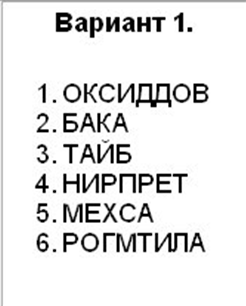 Вариант 1.
1. ОКСИДДОВ
2. БАКА
3. ТАЙБ
4. НИРПРЕТ
5. МЕХСА
6. РОГМТИЛА